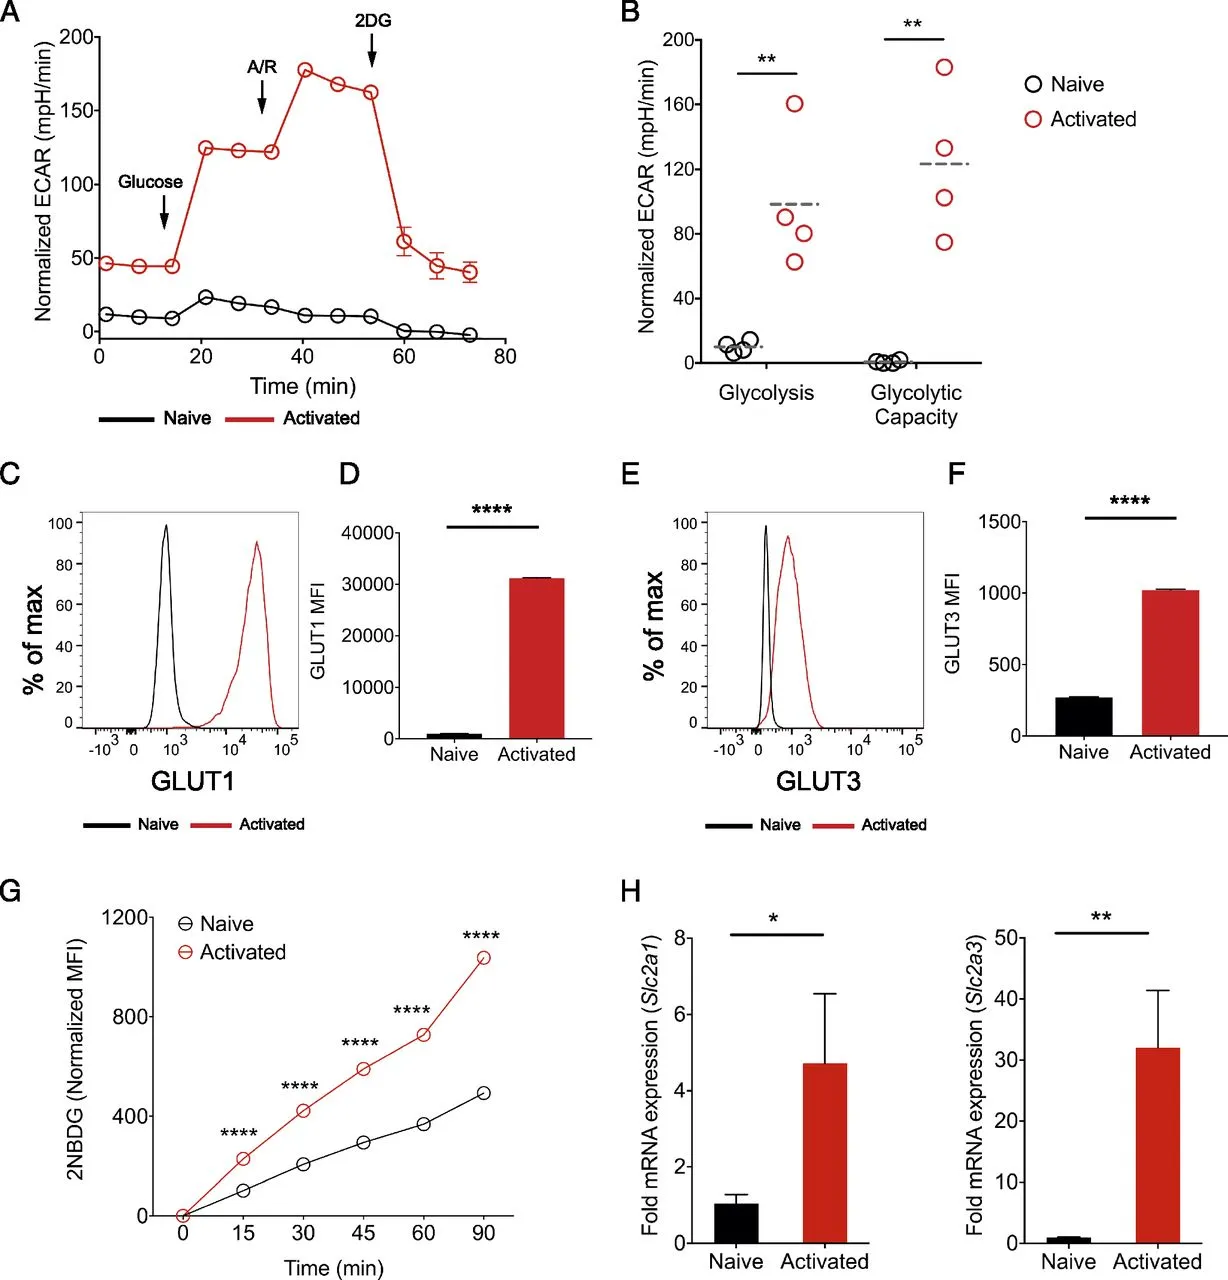 A
Normalized ECAR (mpH/min)
200
150
100
50
0
Glucose
A/R
2DG
0 20 40 60 80
Time (min)
Naive Activated
B
Normalized ECAR (mpH/min)
200
160
120
80
40
0
**
**
Glycolysis
Glycolytic
Capacity
Naive
Activated
C
% of max
100
80
60
40
20
0
-10³ 0 10³ 10⁴ 10⁵
GLUT1
Naive Activated
D
GLUT1 MFI
40000
30000
20000
10000
0
****
Naive Activated
E
% of max
100
80
60
40
20
0
-10³ 0 10³ 10⁴ 10⁵
GLUT3
Naive Activated
F
GLUT3 MFI
1500
1000
500
0
****
Naive Activated
G
2NBDG (Normalized MFI)
1200
800
400
0
Naive
Activated
****
****
****
****
****
0 15 30 45 60 90
Time (min)
H
Fold mRNA expression (Slc2a1)
8
6
4
2
0
*
Naive Activated
Fold mRNA expression (Slc2a3)
50
40
30
20
10
0
**
Naive Activated